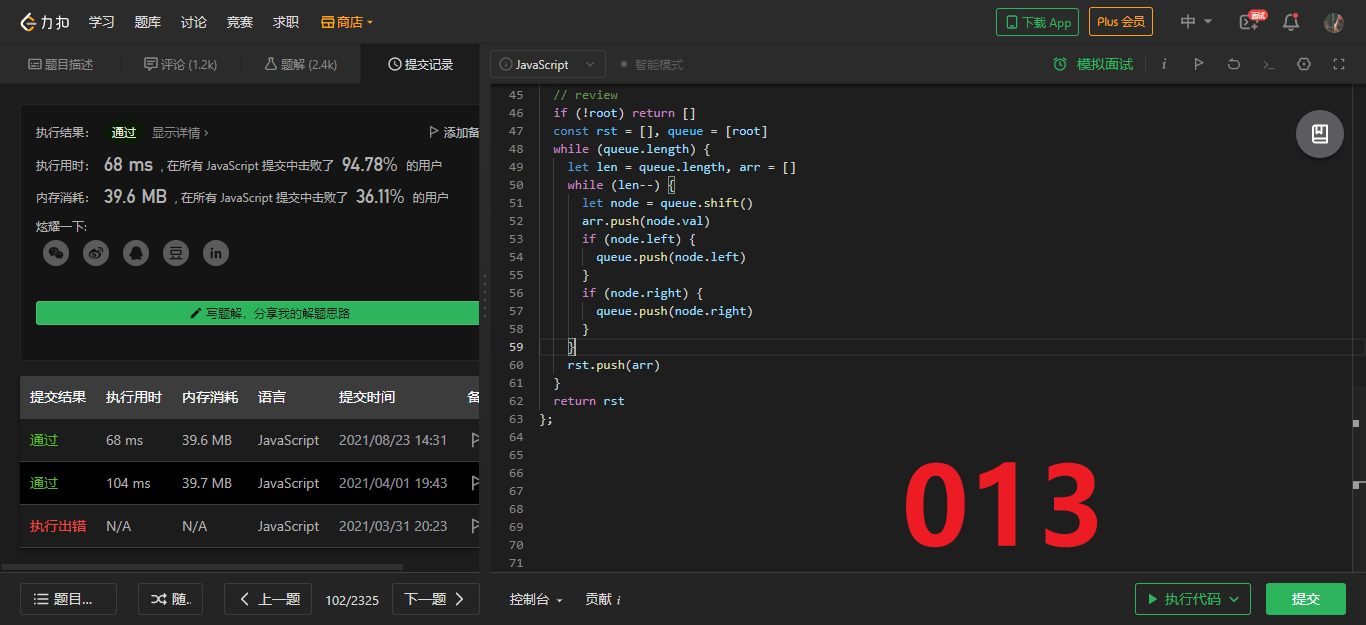 力扣 学习 题库 讨论 竞赛 求职 商店 下载 App Plus 会员 中 面试
题目描述 评论 (1.2k) 题解 (2.4k) 提交记录
JavaScript 智能模式 模拟面试 i
执行结果： 通过 显示详情 › 添加备
执行用时： 68 ms , 在所有 JavaScript 提交中击败了 94.78% 的用户
内存消耗： 39.6 MB , 在所有 JavaScript 提交中击败了 36.11% 的用户
炫耀一下:
豆 in
写题解，分享我的解题思路
提交结果 执行用时 内存消耗 语言 提交时间 备
通过 68 ms 39.6 MB JavaScript 2021/08/23 14:31
通过 104 ms 39.7 MB JavaScript 2021/04/01 19:43
执行出错 N/A N/A JavaScript 2021/03/31 20:23
45 // review
46 if (!root) return []
47 const rst = [], queue = [root]
48 while (queue.length) {
49 let len = queue.length, arr = []
50 while (len--) {
51 let node = queue.shift()
52 arr.push(node.val)
53 if (node.left) {
54 queue.push(node.left)
55 }
56 if (node.right) {
57 queue.push(node.right)
58 }
59 }
60 rst.push(arr)
61 }
62 return rst
63 };
64
65
66
67
68
69
70
71
013
题目... 随. 上一题 102/2325 下一题 控制台 贡献 i 执行代码 提交